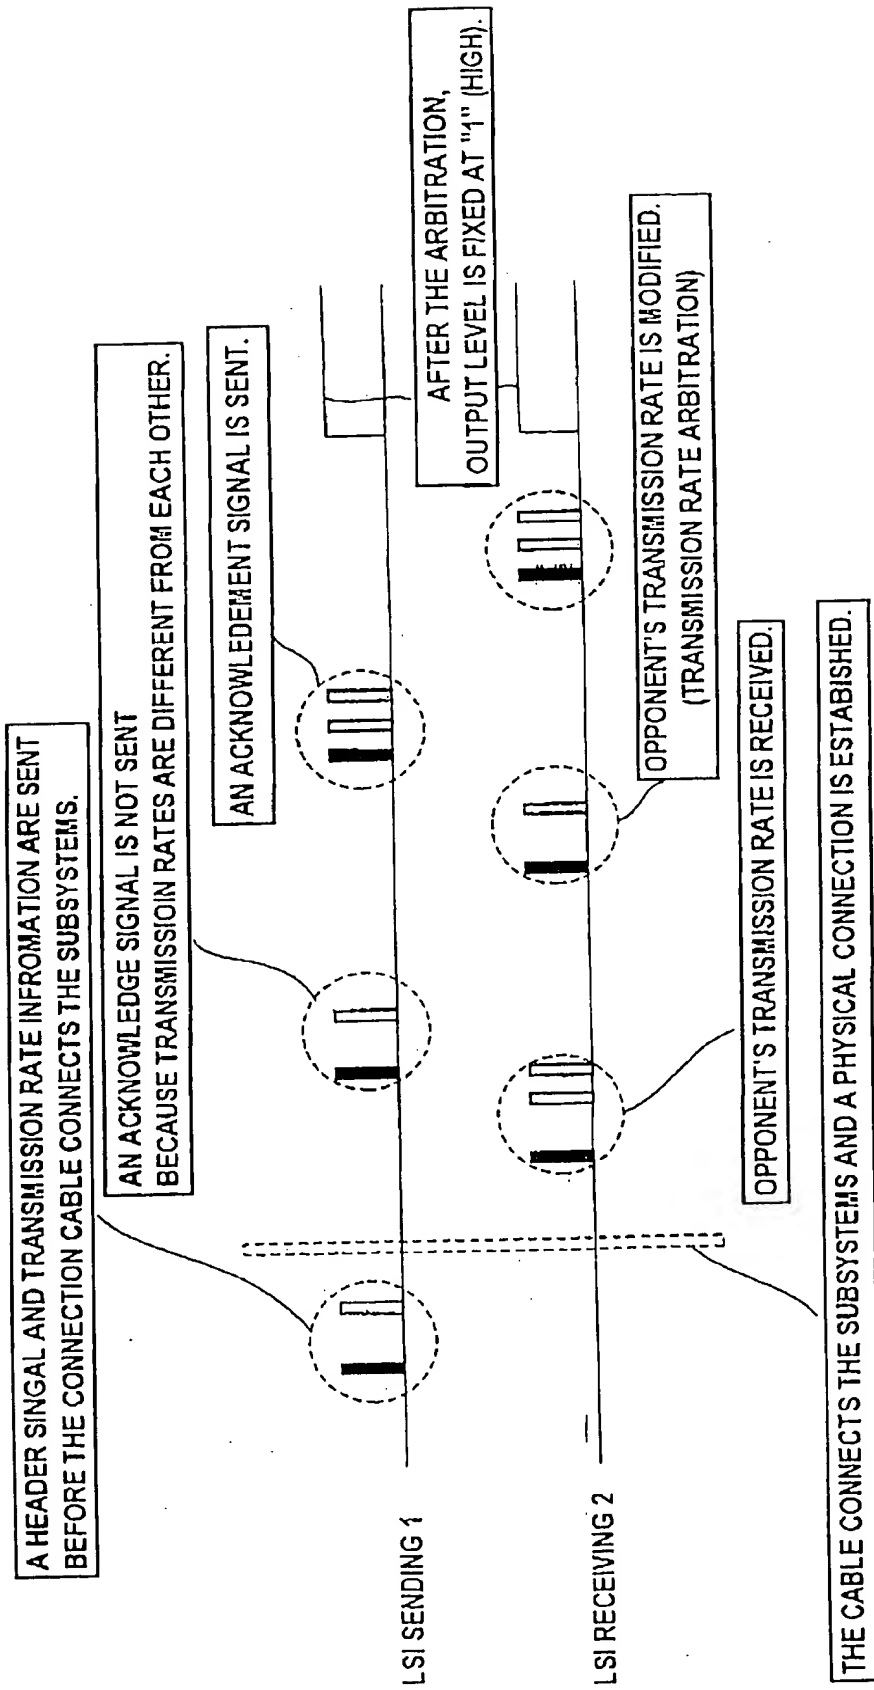 A HEADER SINGAL AND TRANSMISSION RATE INFROMATION ARE SENT
BEFORE THE CONNECTION CABLE CONNECTS THE SUBSYSTEMS.
AN ACKNOWLEDGE SIGNAL IS NOT SENT
BECAUSE TRANSMISSIOIN RATES ARE DIFFERENT FROM EACH OTHER.
AN ACKNOWLEDEMENT SIGNAL IS SENT.
LSI SENDING 1
AFTER THE ARBITRATION,
OUTPUT LEVEL IS FIXED AT "1" (HIGH).
LSI RECEIVING 2
OPPONENT'S TRANSMISSION RATE IS MODIFIED.
(TRANSMISSION RATE ARBITRATION)
OPPONENT'S TRANSMISSION RATE IS RECEIVED.
THE CABLE CONNECTS THE SUBSYSTEMS AND A PHYSICAL CONNECTION IS ESTABISHED.